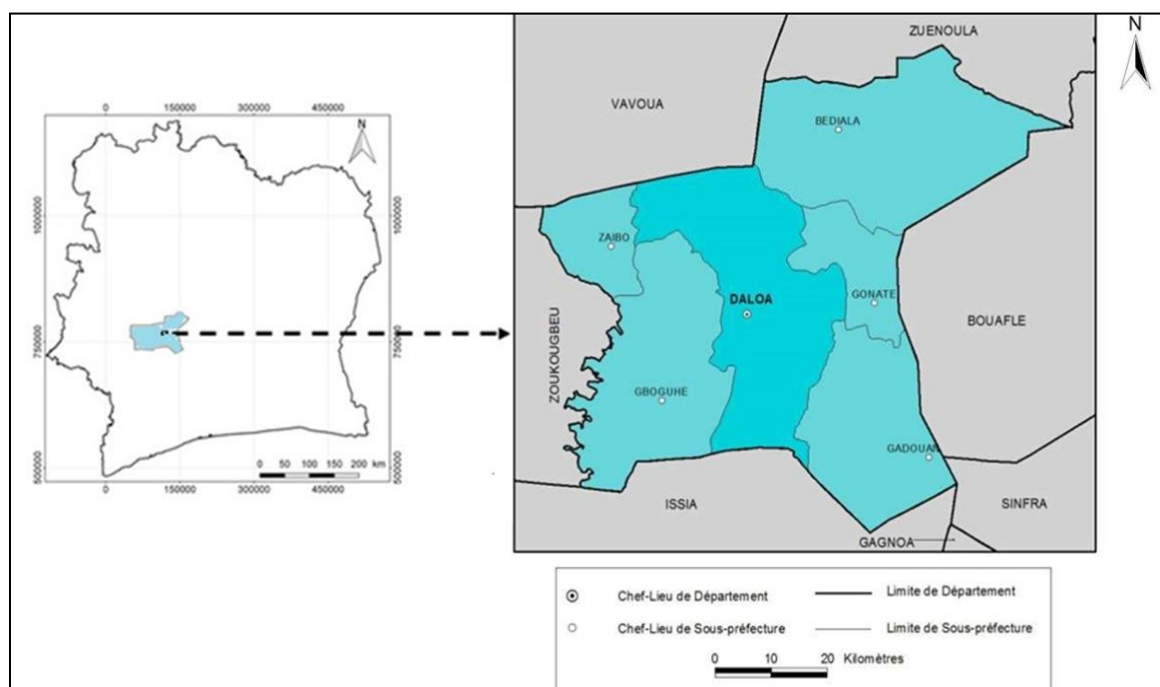 0 150000 300000 450000
N
1000000
1000000
750000
750000
500000
500000
0 50 100 150 200 km
0 150000 300000 450000
N
ZUENOULA
VAVOUA
BEDIALA
ZAIBO
DALOA
GONATE
BOUAFLE
ZOUKOUGBEU
GBOGUHE
GADOUAN
ISSIA
SINFRA
GAGNOA
Chef-Lieu de Département
Limite de Département
Chef-Lieu de Sous-préfecture
Limite de Sous-préfecture
0 10 20 Kilomètres